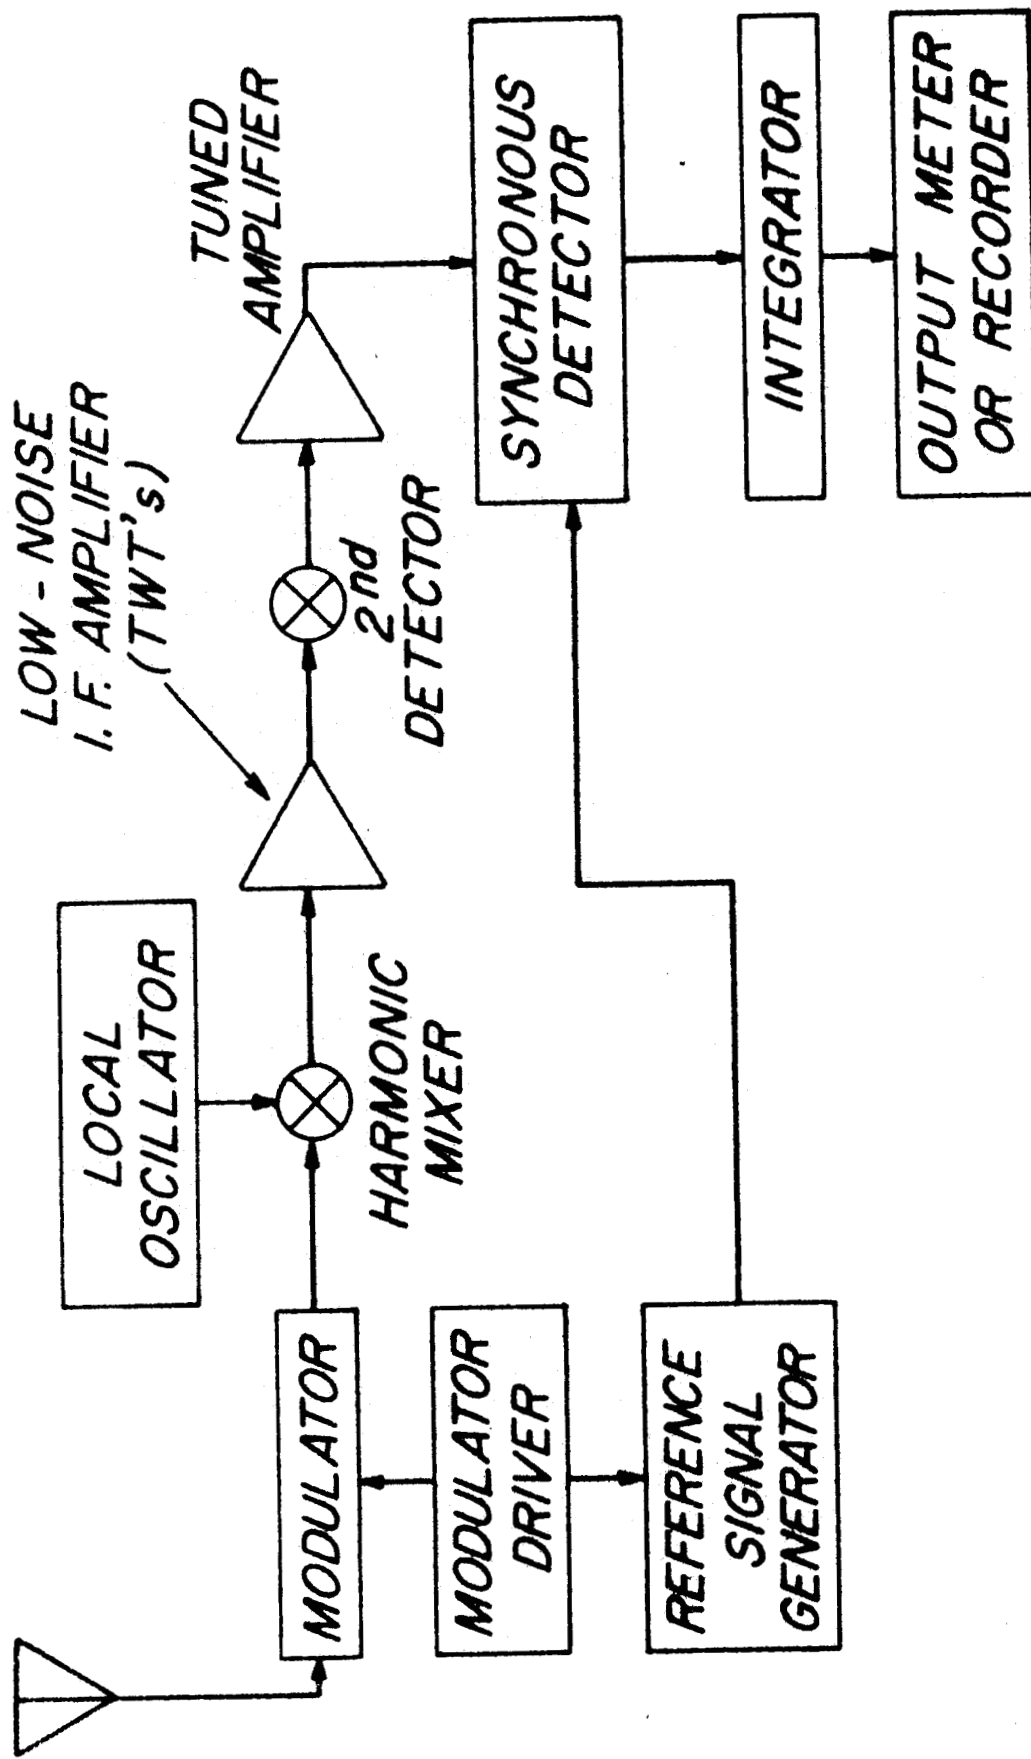 LOW - NOISE
I. F. AMPLIFIER
(TWT's)
TUNED
AMPLIFIER
LOCAL
OSCILLATOR
2nd
DETECTOR
HARMONIC
MIXER
MODULATOR
MODULATOR
DRIVER
REFERENCE
SIGNAL
GENERATOR
SYNCHRONOUS
DETECTOR
INTEGRATOR
OUTPUT METER
OR RECORDER